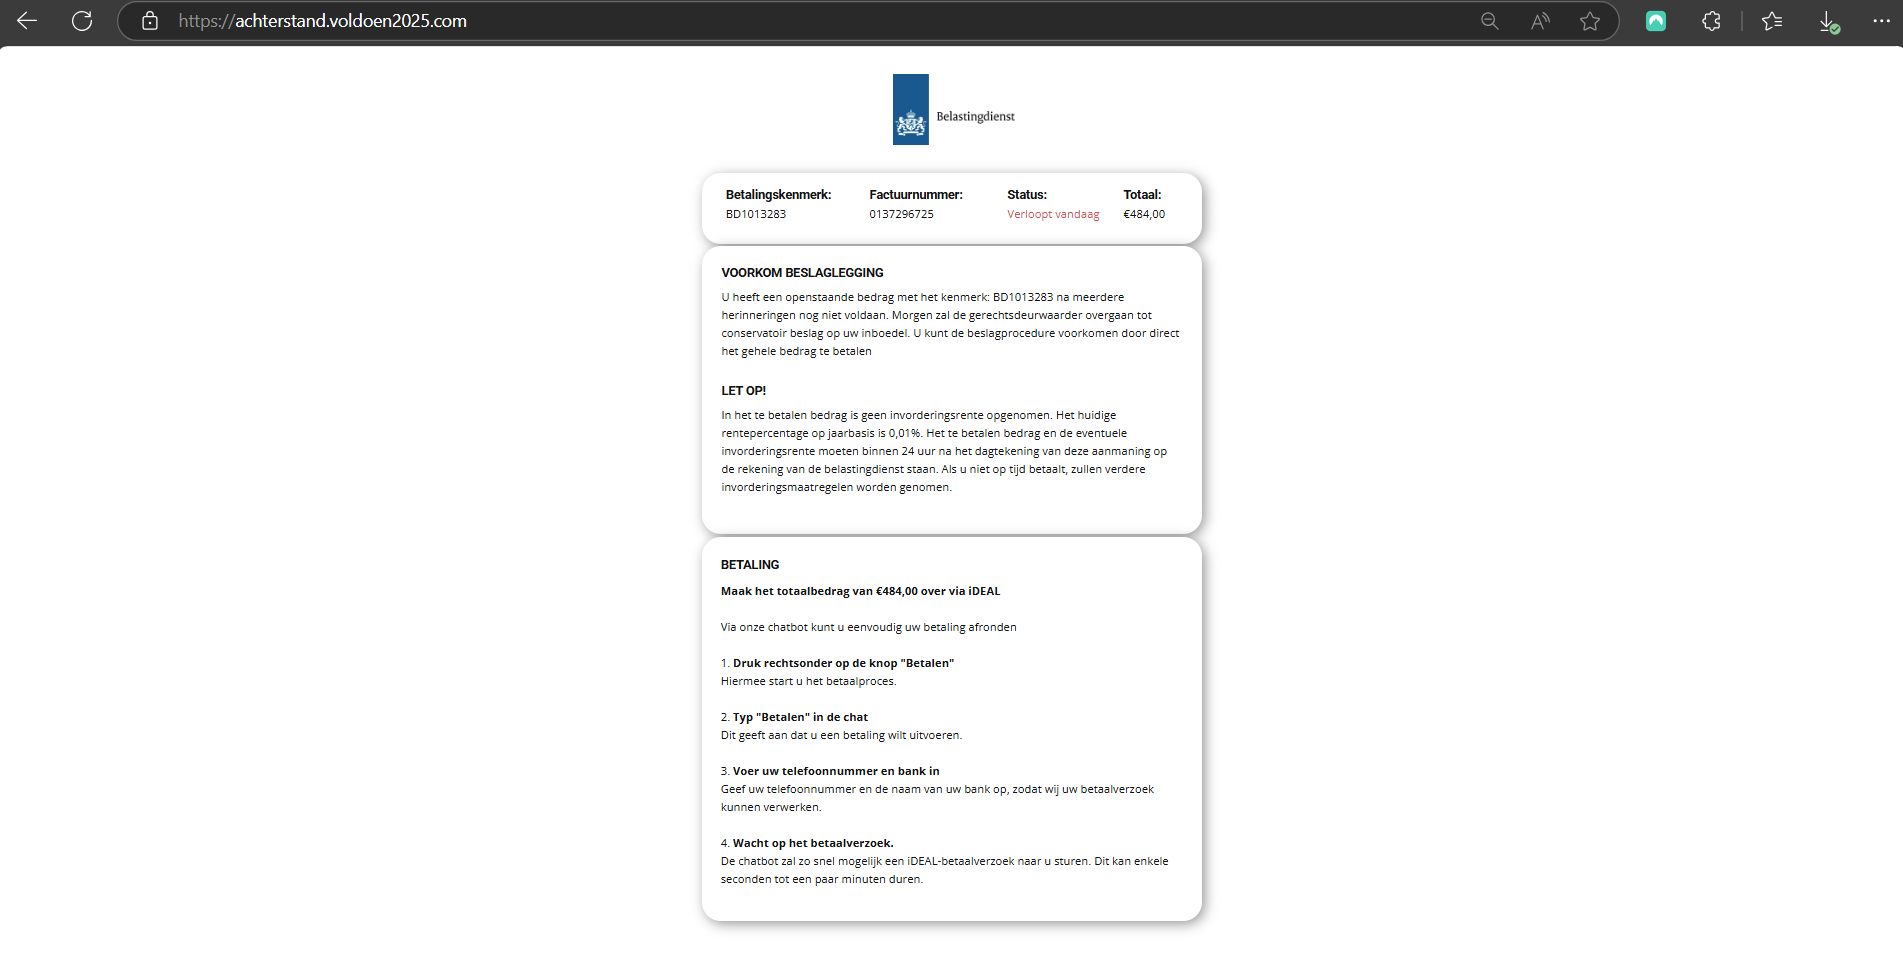 https://achterstand.voldoen2025.com
Belastingdienst
Betalingskenmerk: Factuurnummer: Status: Totaal:
BD1013283 0137296725 Verloopt vandaag €484,00
VOORKOM BESLAGLEGGING
U heeft een openstaande bedrag met het kenmerk: BD1013283 na meerdere
herinneringen nog niet voldaan. Morgen zal de gerechtsdeurwaarder overgaan tot
conservatoir beslag op uw inboedel. U kunt de beslagprocedure voorkomen door direct
het gehele bedrag te betalen
LET OP!
In het te betalen bedrag is geen invorderingsrente opgenomen. Het huidige
rentepercentage op jaarbasis is 0,01%. Het te betalen bedrag en de eventuele
invorderingsrente moeten binnen 24 uur na het dagtekening van deze aanmaning op
de rekening van de belastingdienst staan. Als u niet op tijd betaalt, zullen verdere
invorderingsmaatregelen worden genomen.
BETALING
Maak het totaalbedrag van €484,00 over via iDEAL
Via onze chatbot kunt u eenvoudig uw betaling afronden
1. Druk rechtsonder op de knop "Betalen"
Hiermee start u het betaalproces.
2. Typ "Betalen" in de chat
Dit geeft aan dat u een betaling wilt uitvoeren.
3. Voer uw telefoonnummer en bank in
Geef uw telefoonnummer en de naam van uw bank op, zodat wij uw betaalverzoek
kunnen verwerken.
4. Wacht op het betaalverzoek.
De chatbot zal zo snel mogelijk een iDEAL-betaalverzoek naar u sturen. Dit kan enkele
seconden tot een paar minuten duren.